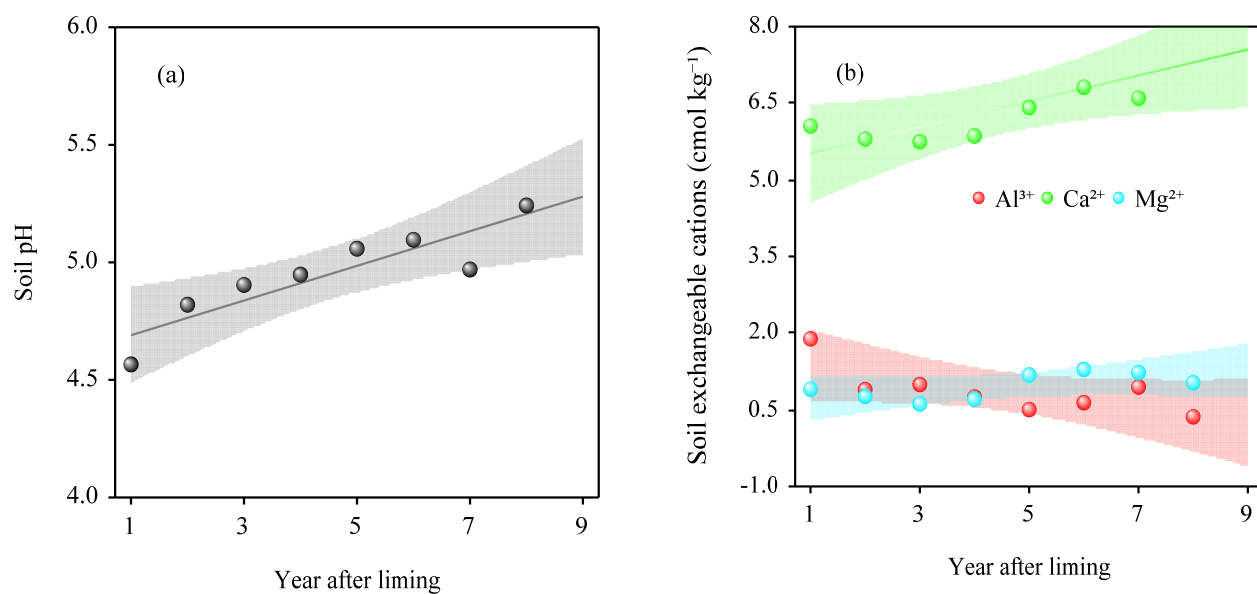 6.0
5.5
5.0
4.5
4.0
Soil pH
(a)
1 3 5 7 9
Year after liming
8.0
6.5
5.0
3.5
2.0
0.5
-1.0
Soil exchangeable cations (cmol kg⁻¹)
(b)
Al³⁺ Ca²⁺ Mg²⁺
1 3 5 7 9
Year after liming